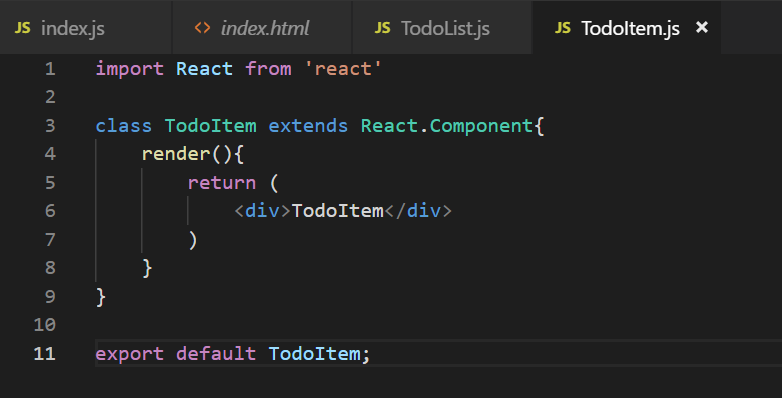 JS index.js <> index.html JS TodoList.js JS TodoItem.js ×
1 import React from 'react'
2
3 class TodoItem extends React.Component{
4     render(){
5         return (
6             <div>TodoItem</div>
7         )
8     }
9 }
10
11 export default TodoItem;